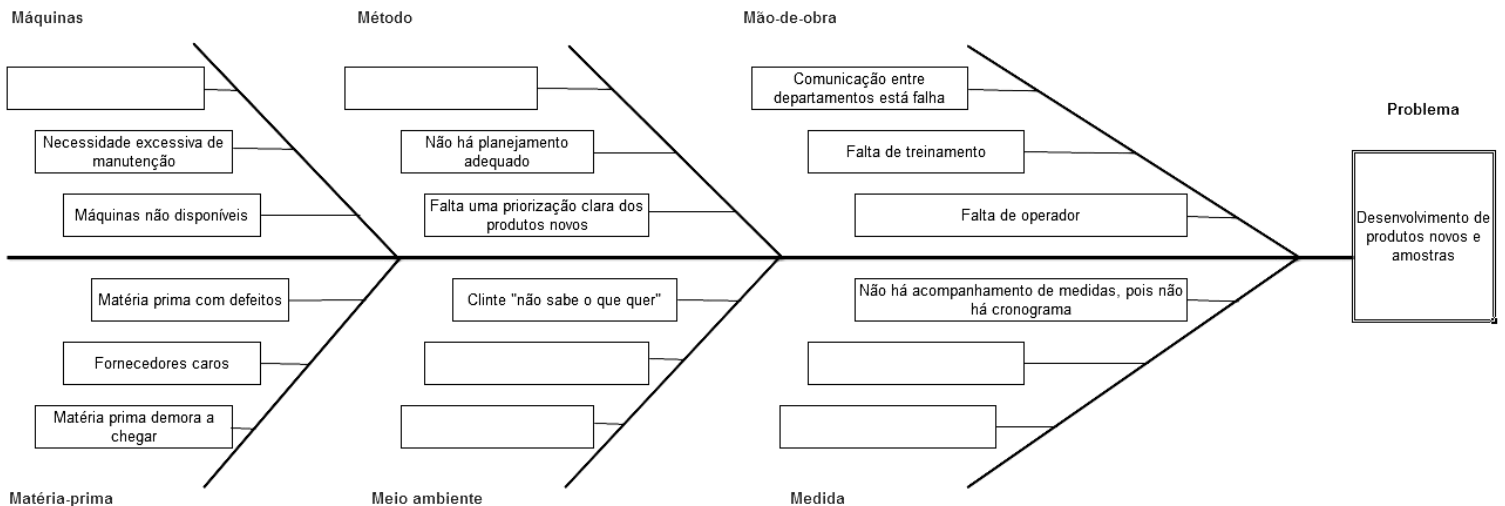 Máquinas
Método
Mão-de-obra
Comunicação entre
departamentos está falha
Problema
Necessidade excessiva de
manutenção
Não há planejamento
adequado
Falta de treinamento
Máquinas não disponíveis
Falta uma priorização clara dos
produtos novos
Falta de operador
Desenvolvimento de
produtos novos e
amostras
Matéria prima com defeitos
Clinte "não sabe o que quer"
Não há acompanhamento de medidas, pois não
há cronograma
Fornecedores caros
Matéria prima demora a
chegar
Matéria-prima
Meio ambiente
Medida